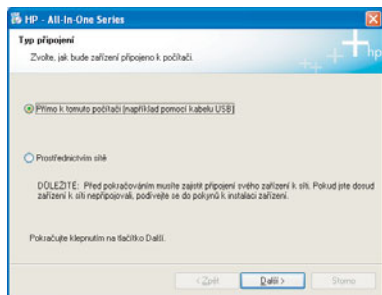 HP - All-In-One Series
Typ připojení
Zvolte, jak bude zařízení připojeno k počítači.
hp
Přímo k tomuto počítači (například pomocí kabelu USB)
Prostřednictvím sítě
DŮLEŽITÉ: Před pokračováním musíte zajistit připojení svého zařízení k síti. Pokud jste dosud
zařízení k síti nepřipojovali, podívejte se do pokynů k instalaci zařízení.
Pokračujte klepnutím na tlačítko Další.
< Zpět
Další >
Storno